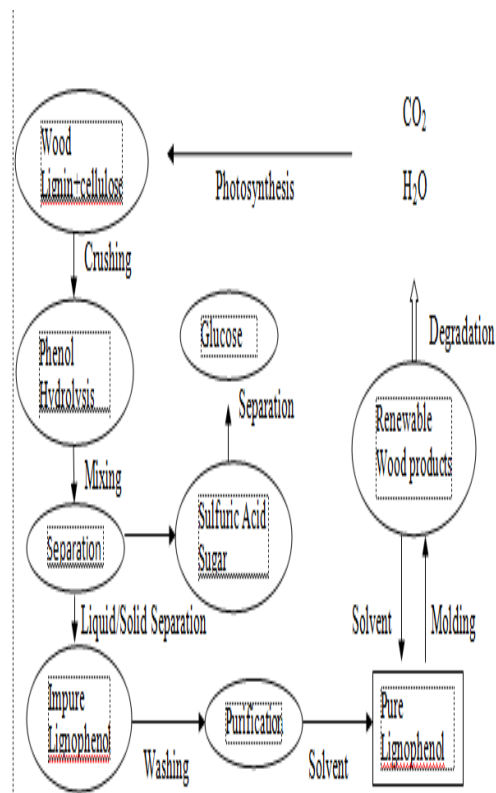 CO₂
Wood
Lignin+cellulose
Photosynthesis
H₂O
Crushing
Glucose
Degradation
Phenol
Hydrolysis
Separation
Renewable
Wood products
Mixing
Sulfuric Acid
Sugar
Separation
Liquid/Solid Separation
Solvent
Molding
Impure
Lignophenol
Purification
Pure
Lignophenol
Washing
Solvent